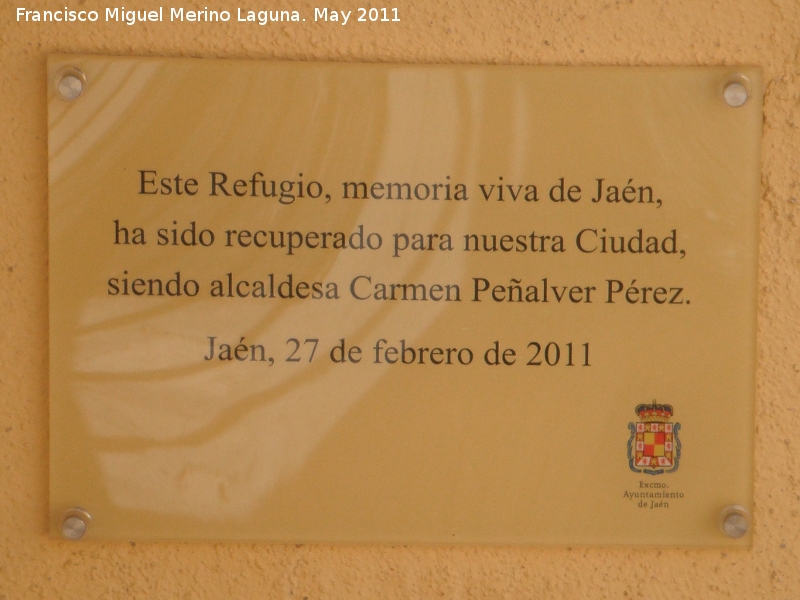 Francisco Miguel Merino Laguna. May 2011
Este Refugio, memoria viva de Jaén,
ha sido recuperado para nuestra Ciudad,
siendo alcaldesa Carmen Peñalver Pérez.
Jaén, 27 de febrero de 2011
Excmo.
Ayuntamiento
de Jaén